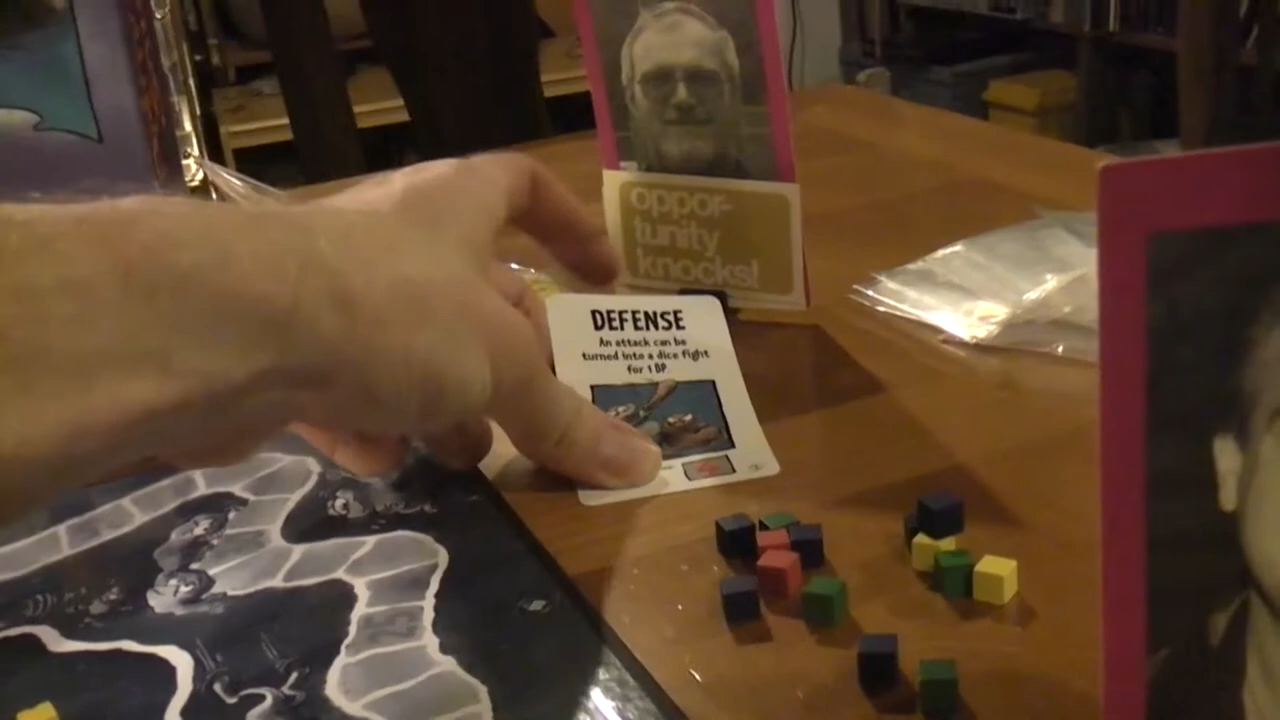 oppor-
tunity
knocks!
DEFENSE
An attack can be
turned into a dice fight
for 1 BP